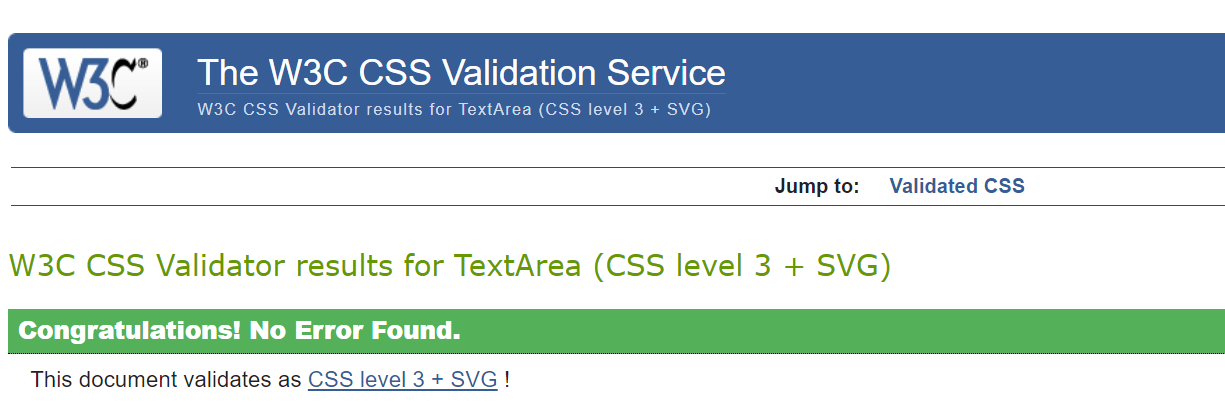 W3C®
The W3C CSS Validation Service
W3C CSS Validator results for TextArea (CSS level 3 + SVG)
Jump to: Validated CSS
W3C CSS Validator results for TextArea (CSS level 3 + SVG)
Congratulations! No Error Found.
This document validates as CSS level 3 + SVG !